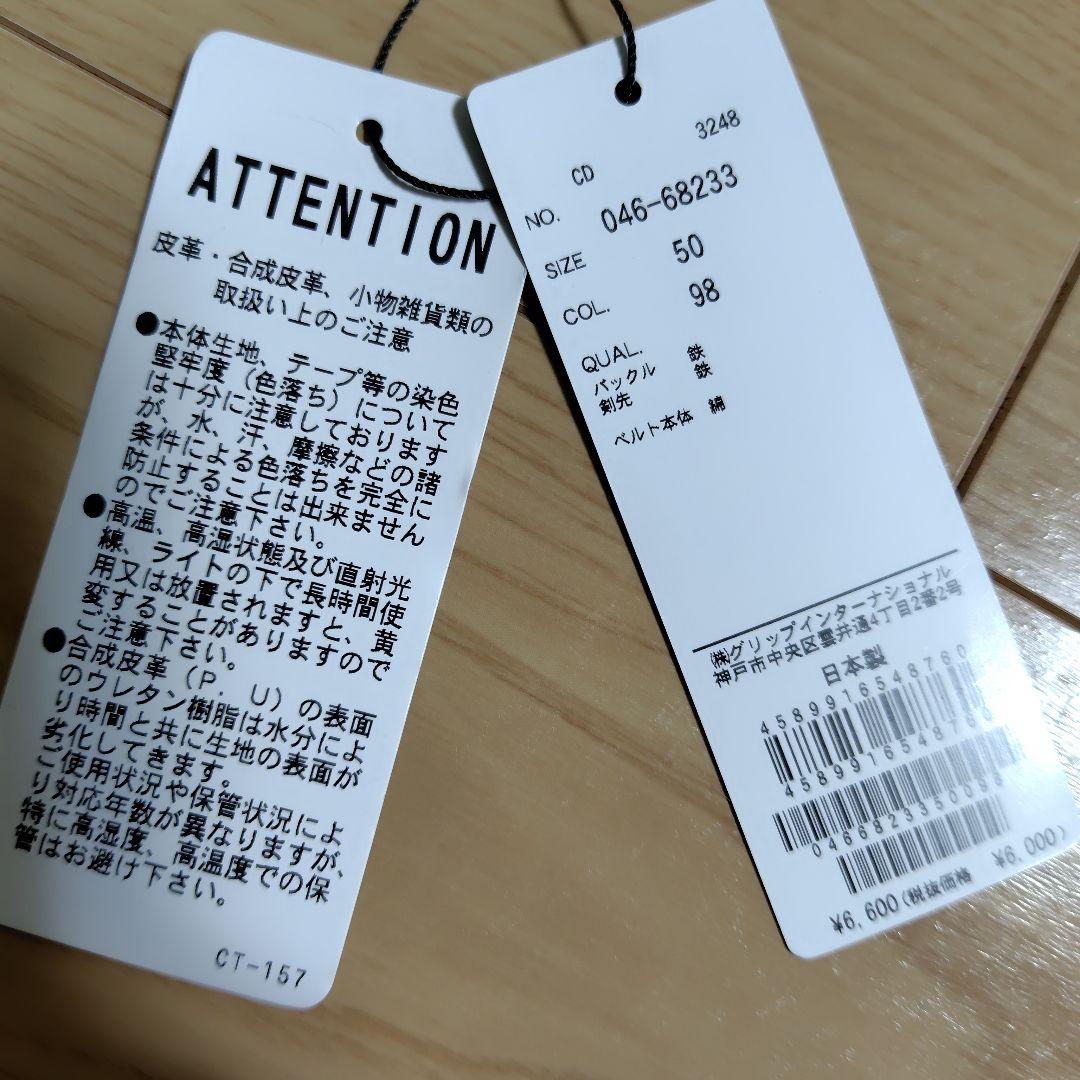 ATTENTION
皮革・合成皮革、小物雑貨類の
取扱い上のご注意
●本体生地、テープ等の染色
堅牢度（色落ち）について
は十分に注意しております
が、水、汗、摩擦などの諸
条件による色落ちを完全に
防止することは出来ません
のでご注意下さい。
●高温、高湿状態及び直射光
線、ライトの下で長時間使
用又は放置されますと、黄
変することがありますので
ご注意下さい。
●合成皮革（P．U）の表面
のウレタン樹脂は水分によ
り時間と共に生地の表面が
劣化してきます。
ご使用状況や保管状況によ
り対応年数が異なりますが、
特に高湿度、高温度での保
管はお避け下さい。
CT-157
3248
CD
NO. 046-68233
SIZE 50
COL. 98
QUAL.
バックル 鉄
剣先 鉄
ベルト本体 綿
㈱グリップインターナショナル
神戸市中央区雲井通4丁目2番2号
日本製
4589916548760
4589916548760
0466823350098
¥6,600(税抜価格 ¥6,000)